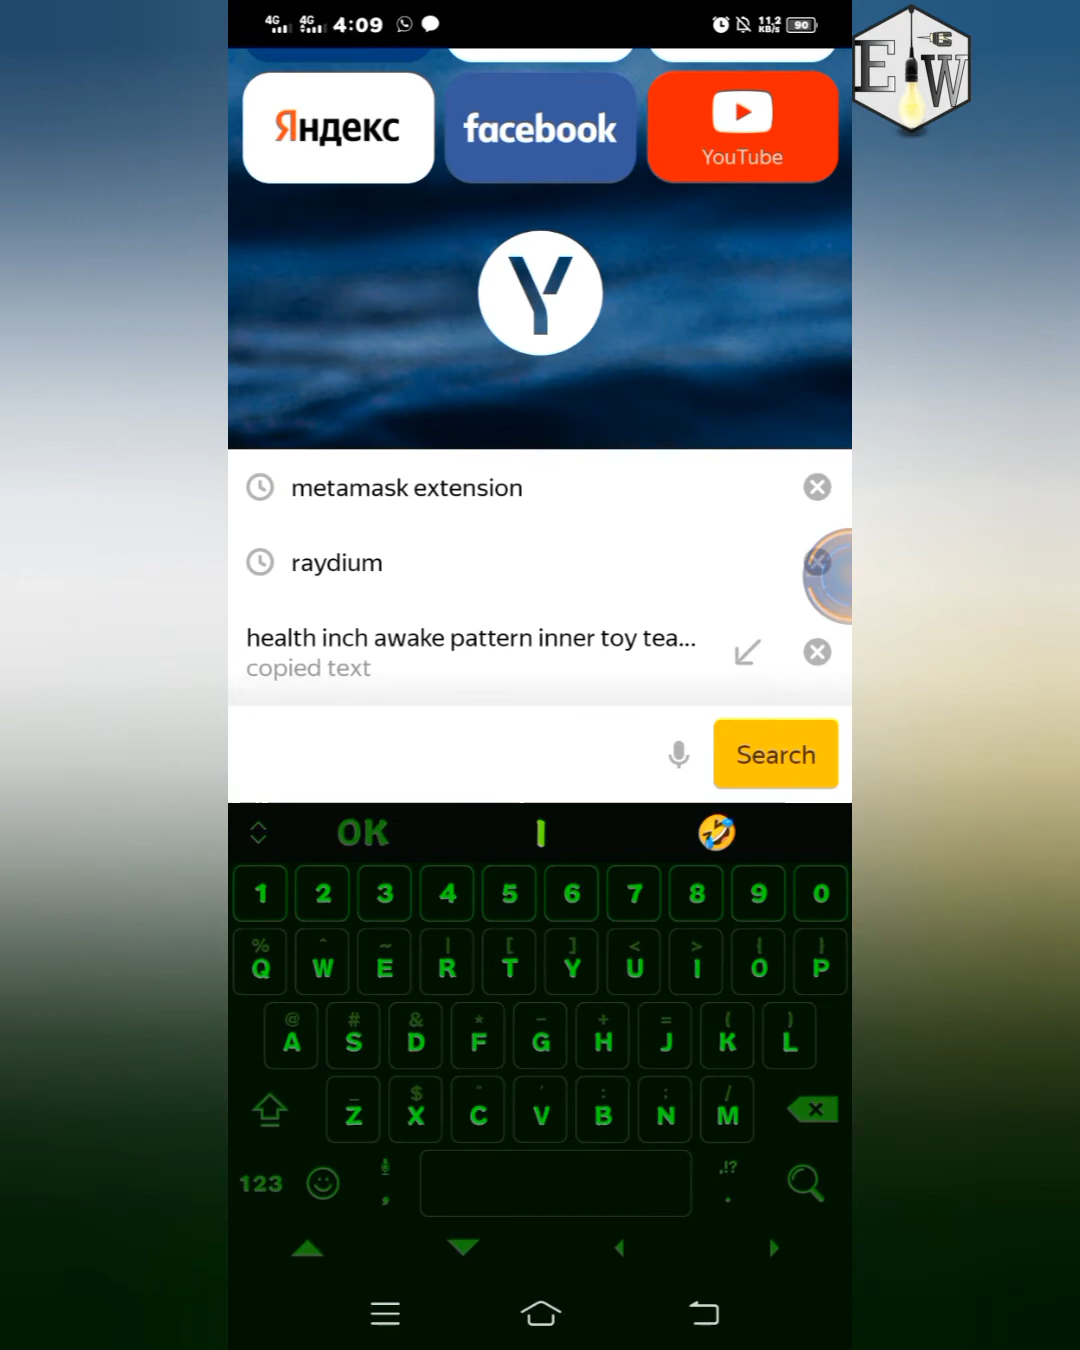 4G 4G 4:09 11,2 KB/s 90
E W
Яндекс facebook YouTube
Y
metamask extension
raydium
health inch awake pattern inner toy tea...
copied text
Search
OK I
1 2 3 4 5 6 7 8 9 0
% ^ ~ | [ ] < > { }
Q W E R T Y U I O P
@ # & * - + = ( )
A S D F G H J K L
_ $ " ' : ; /
Z X C V B N M
123 , ,!? .